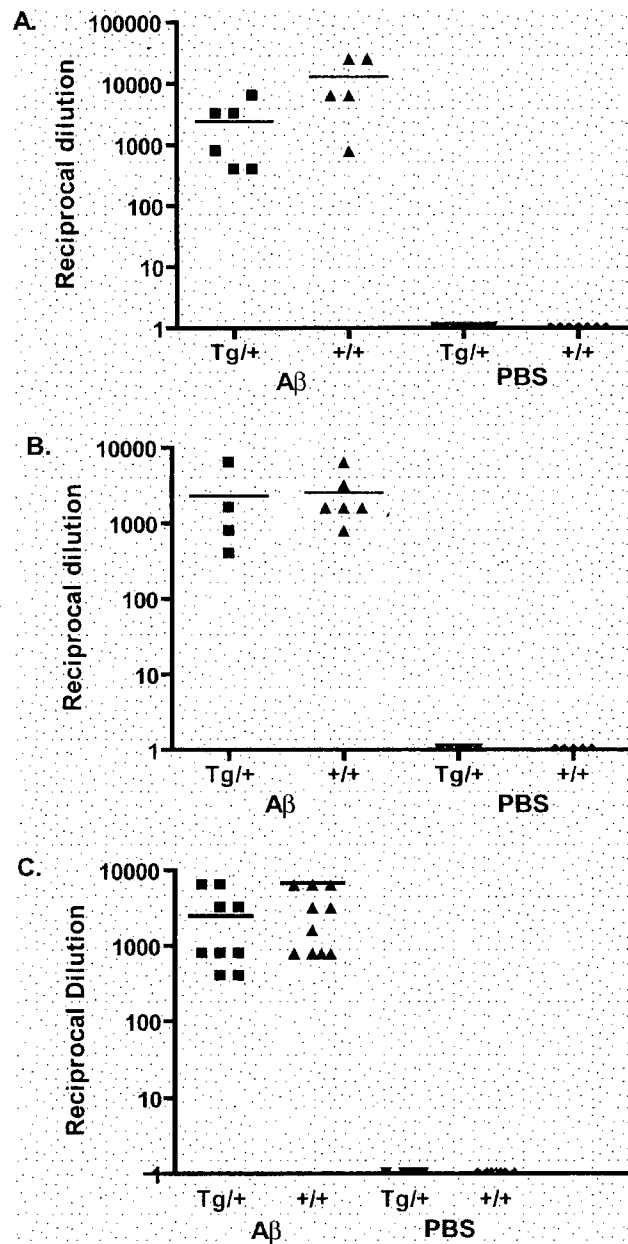 A.
Reciprocal dilution
100000
10000
1000
100
10
1
Tg/+ +/+ Tg/+ +/+
Aβ PBS
B.
Reciprocal dilution
10000
1000
100
10
1
Tg/+ +/+ Tg/+ +/+
Aβ PBS
C.
Reciprocal Dilution
10000
1000
100
10
1
Tg/+ +/+ Tg/+ +/+
Aβ PBS